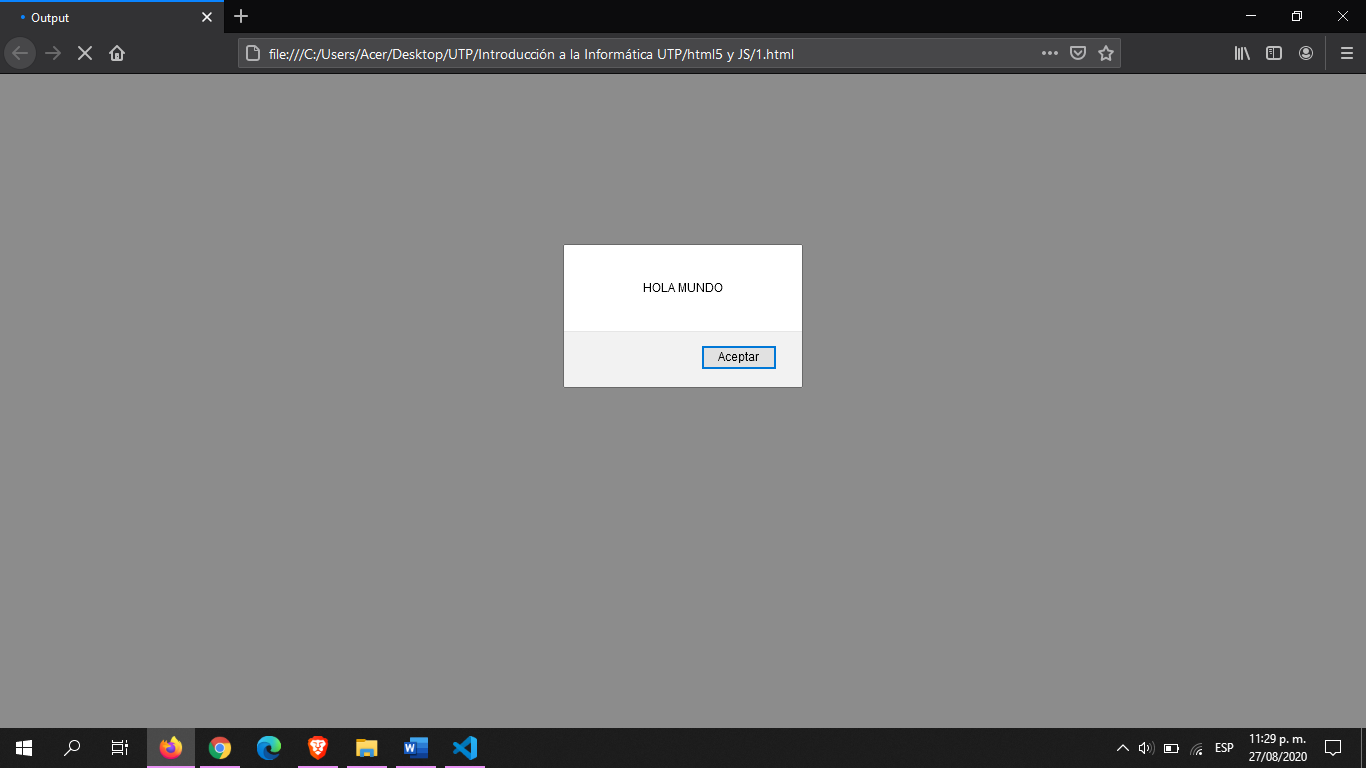 Output
file:///C:/Users/Acer/Desktop/UTP/Introducción a la Informática UTP/html5 y JS/1.html
HOLA MUNDO
Aceptar
ESP
11:29 p. m.
27/08/2020